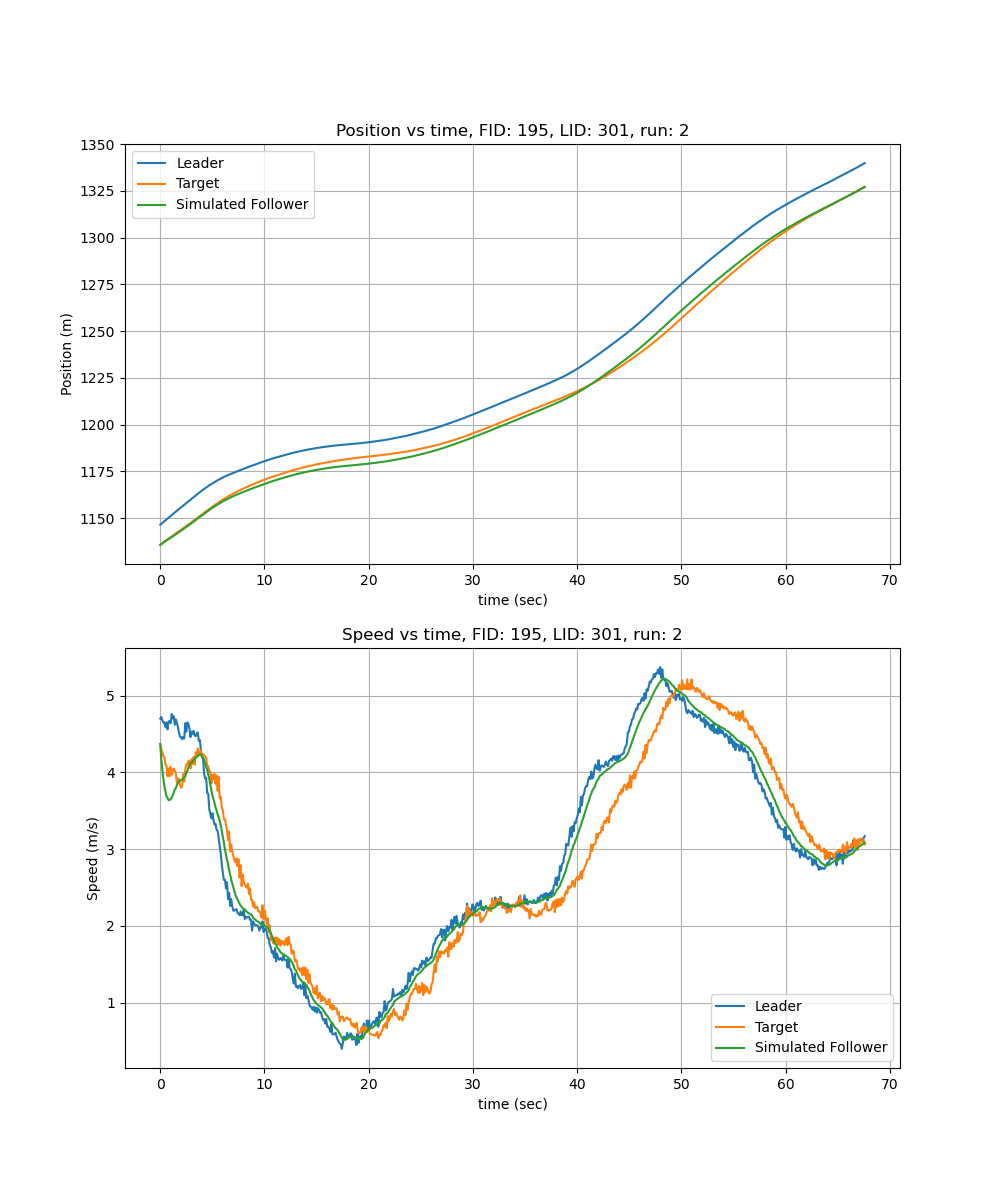 Position vs time, FID: 195, LID: 301, run: 2
1350
1325
1300
1275
1250
1225
1200
1175
1150
Position (m)
Leader
Target
Simulated Follower
0 10 20 30 40 50 60 70
time (sec)
Speed vs time, FID: 195, LID: 301, run: 2
5
4
3
2
1
Speed (m/s)
Leader
Target
Simulated Follower
0 10 20 30 40 50 60 70
time (sec)